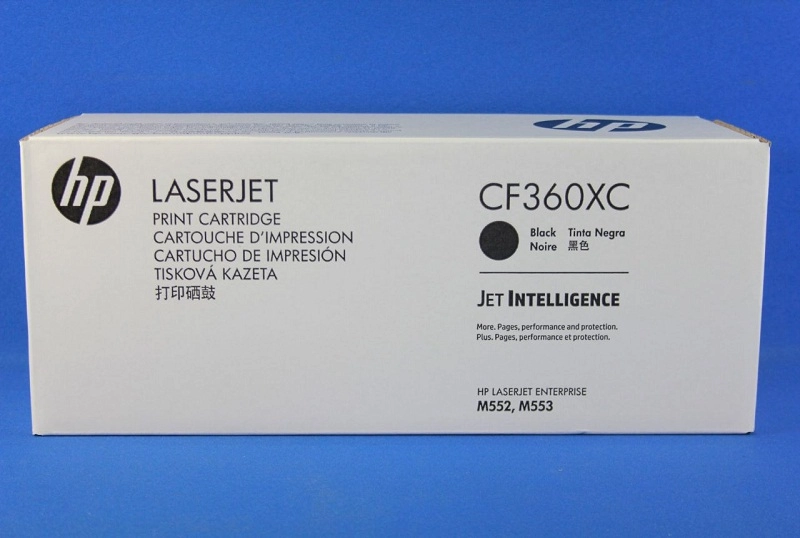 hp
hp
LASERJET
PRINT CARTRIDGE
CARTOUCHE D'IMPRESSION
CARTUCHO DE IMPRESIÓN
TISKOVÁ KAZETA
打印硒鼓
CF360XC
Black Tinta Negra
Noire 黑色
JET INTELLIGENCE
More. Pages, performance and protection.
Plus. Pages, performance et protection.
HP LASERJET ENTERPRISE
M552, M553